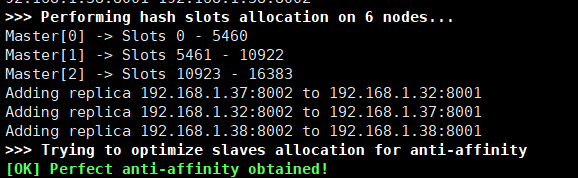 >>> Performing hash slots allocation on 6 nodes...
Master[0] -> Slots 0 - 5460
Master[1] -> Slots 5461 - 10922
Master[2] -> Slots 10923 - 16383
Adding replica 192.168.1.37:8002 to 192.168.1.32:8001
Adding replica 192.168.1.32:8002 to 192.168.1.37:8001
Adding replica 192.168.1.38:8002 to 192.168.1.38:8001
>>> Trying to optimize slaves allocation for anti-affinity
[OK] Perfect anti-affinity obtained!